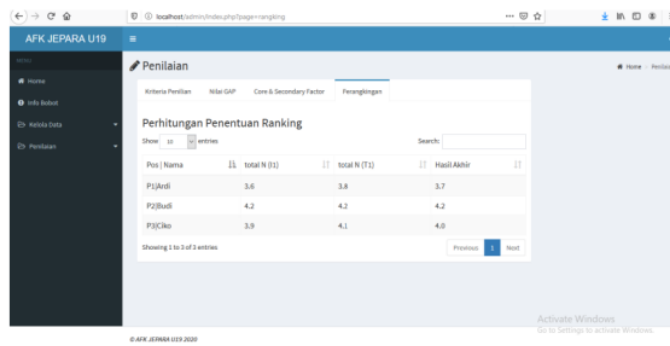 localhost/admin/index.php?page=rangking
AFK JEPARA U19
MENU
Home
Info Bobot
Kelola Data
Penilaian
Penilaian
Home > Penilai
Kriteria Penilian Nilai GAP Core & Secondary Factor Perangkingan
Perhitungan Penentuan Ranking
Show 10 entries Search:
Pos | Nama total N (I1) total N (T1) Hasil Akhir
P1|Ardi 3.6 3.8 3.7
P2|Budi 4.2 4.2 4.2
P3|Ciko 3.9 4.1 4.0
Showing 1 to 3 of 3 entries Previous 1 Next
Activate Windows
Go to Settings to activate Windows.
© AFK JEPARA U19 2020